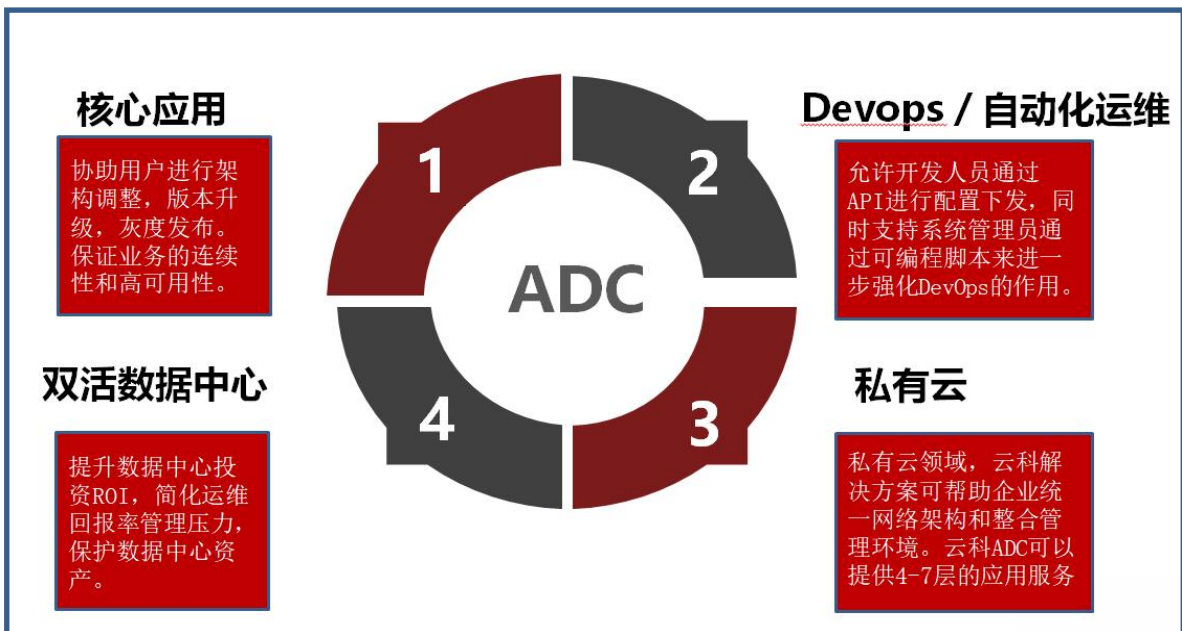 核心应用
协助用户进行架
构调整，版本升
级，灰度发布。
保证业务的连续
性和高可用性。
1
2
Devops / 自动化运维
允许开发人员通过
API进行配置下发，同
时支持系统管理员通
过可编程脚本来进一
步强化DevOps的作用。
ADC
双活数据中心
提升数据中心投
资ROI，简化运维
回报率管理压力，
保护数据中心资
产。
4
3
私有云
私有云领域，云科解
决方案可帮助企业统
一网络架构和整合管
理环境。云科ADC可以
提供4-7层的应用服务